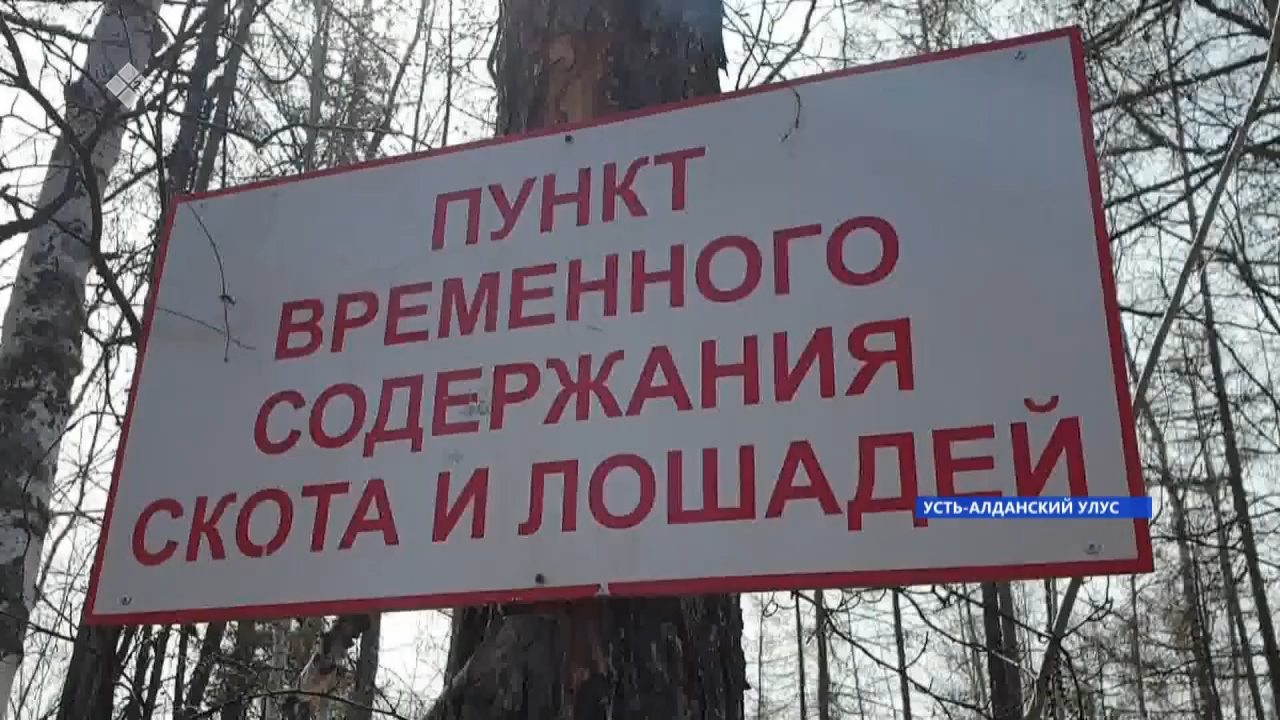 ПУНКТ
ВРЕМЕННОГО
СОДЕРЖАНИЯ
СКОТА И ЛОШАДЕЙ
УСТЬ-АЛДАНСКИЙ УЛУС